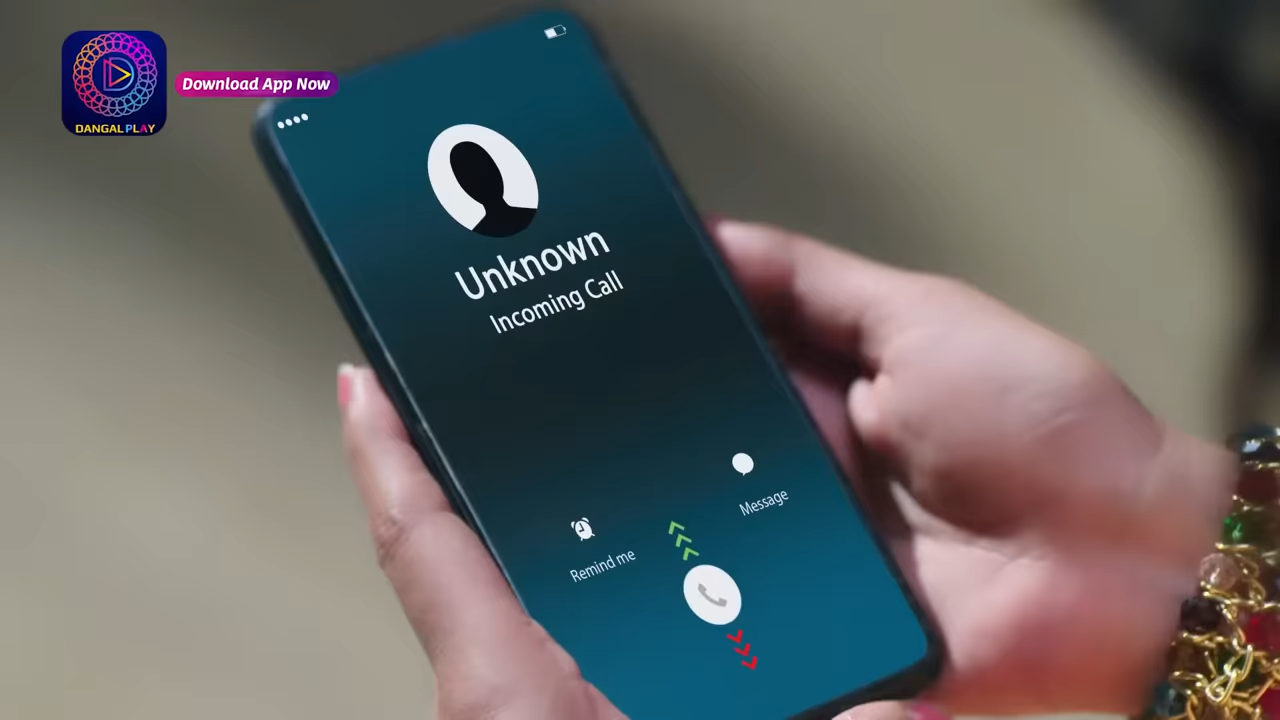 Download App Now
DANGAL PLAY
Unknown
Incoming Call
Message
Remind me